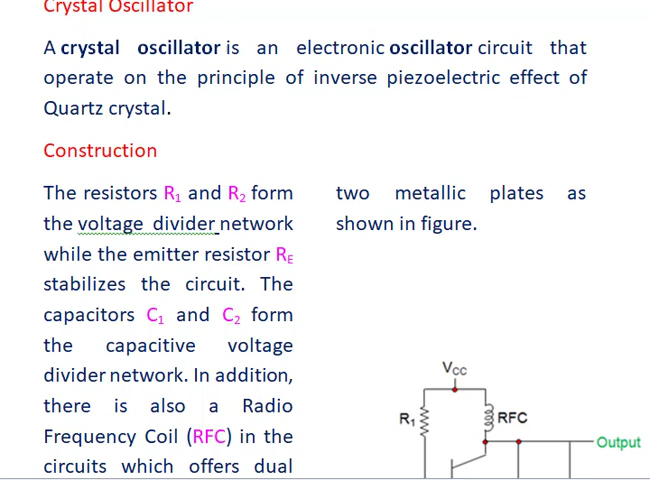 Crystal Oscillator
A crystal oscillator is an electronic oscillator circuit that
operate on the principle of inverse piezoelectric effect of
Quartz crystal.
Construction
The resistors R₁ and R₂ form
the voltage divider network
while the emitter resistor Rᴇ
stabilizes the circuit. The
capacitors C₁ and C₂ form
the capacitive voltage
divider network. In addition,
there is also a Radio
Frequency Coil (RFC) in the
circuits which offers dual
two metallic plates as
shown in figure.
Vcc
R₁
RFC
Output